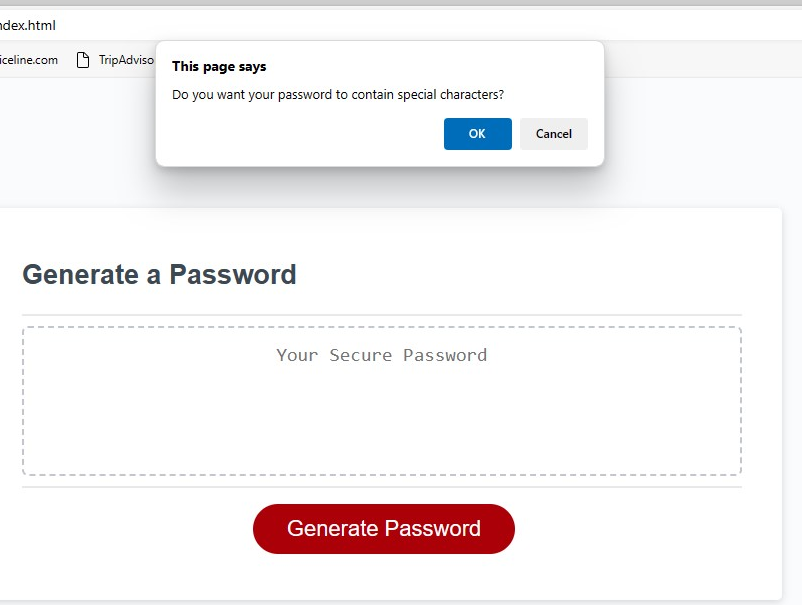 ndex.html
iceline.com TripAdviso
This page says
Do you want your password to contain special characters?
OK Cancel
Generate a Password
Your Secure Password
Generate Password